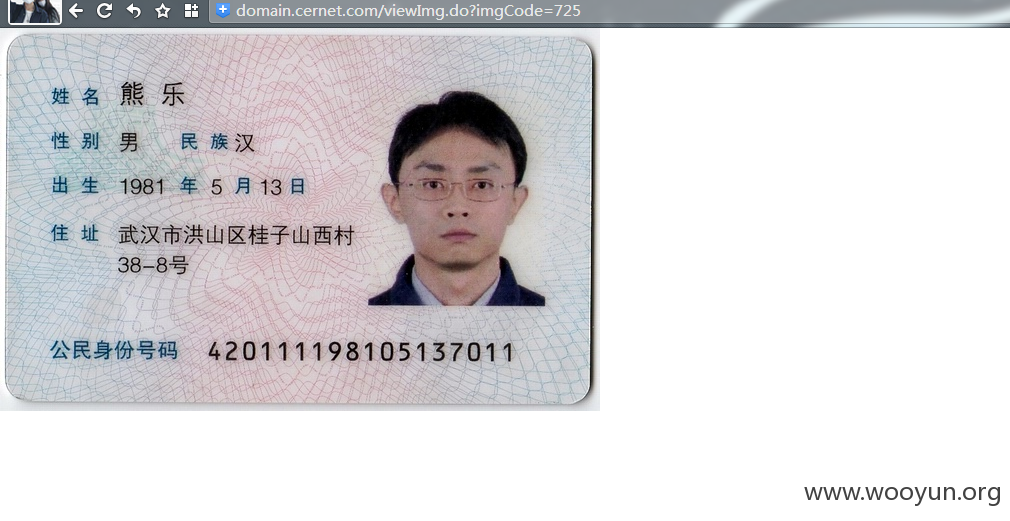 domain.cernet.com/viewImg.do?imgCode=725
姓名 熊乐
性别 男 民族 汉
出生 1981 年 5 月 13 日
住址 武汉市洪山区桂子山西村
38-8号
公民身份号码 420111198105137011
www.wooyun.org